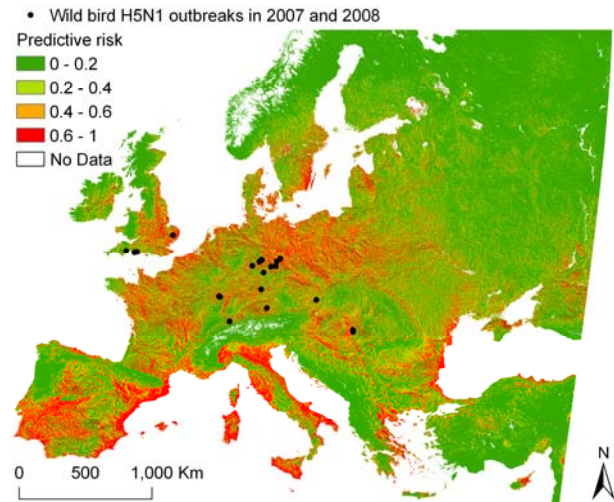 • Wild bird H5N1 outbreaks in 2007 and 2008
Predictive risk
0 - 0.2
0.2 - 0.4
0.4 - 0.6
0.6 - 1
No Data
0 500 1,000 Km
N